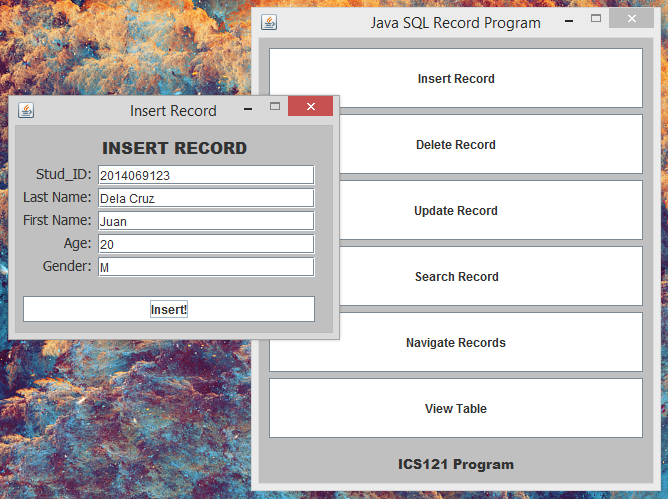 Java SQL Record Program
Insert Record
Delete Record
Update Record
Search Record
Navigate Records
View Table
ICS121 Program
Insert Record
INSERT RECORD
Stud_ID: 2014069123
Last Name: Dela Cruz
First Name: Juan
Age: 20
Gender: M
Insert!